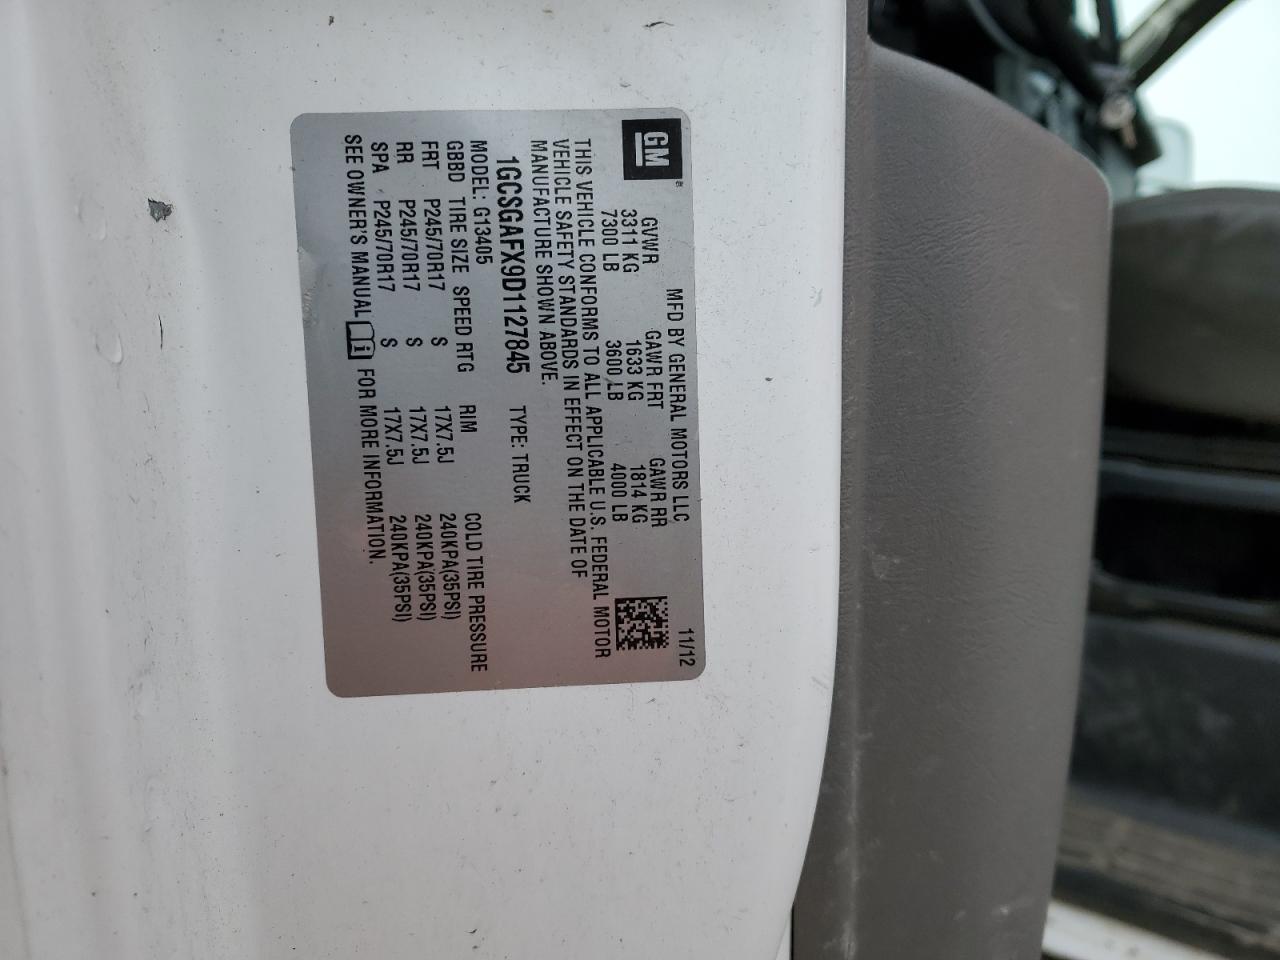 GM
MFD BY GENERAL MOTORS LLC 11/12
GVWR GAWR FRT GAWR RR
3311 KG 1633 KG 1814 KG
7300 LB 3600 LB 4000 LB
THIS VEHICLE CONFORMS TO ALL APPLICABLE U.S. FEDERAL MOTOR
VEHICLE SAFETY STANDARDS IN EFFECT ON THE DATE OF
MANUFACTURE SHOWN ABOVE.
1GCSGAFX9D1127845 TYPE: TRUCK
MODEL: G13405
GBBD TIRE SIZE SPEED RTG RIM COLD TIRE PRESSURE
FRT P245/70R17 S 17X7.5J 240KPA(35PSI)
RR P245/70R17 S 17X7.5J 240KPA(35PSI)
SPA P245/70R17 S 17X7.5J 240KPA(35PSI)
SEE OWNER'S MANUAL i FOR MORE INFORMATION.